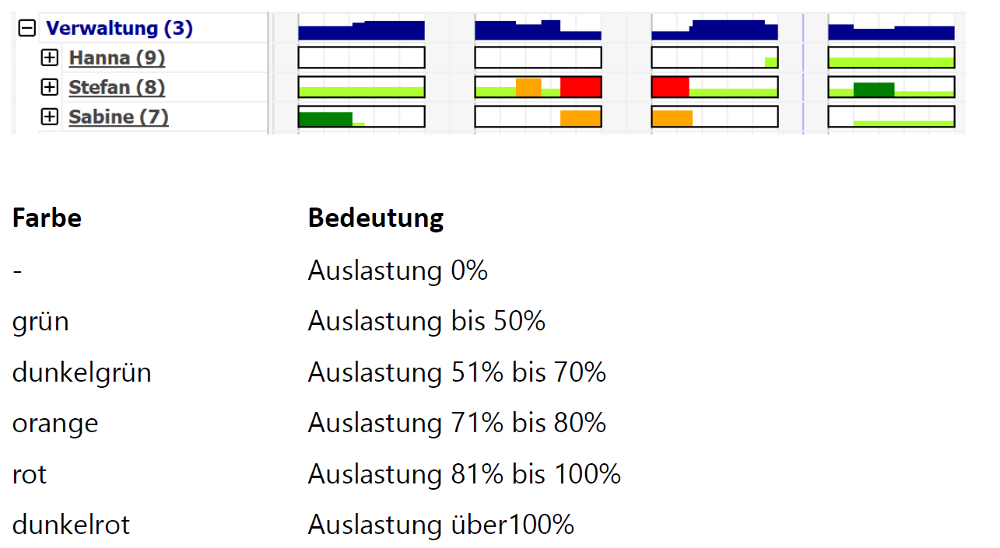 Verwaltung (3)
Hanna (9)
Stefan (8)
Sabine (7)
Farbe Bedeutung
- Auslastung 0%
grün Auslastung bis 50%
dunkelgrün Auslastung 51% bis 70%
orange Auslastung 71% bis 80%
rot Auslastung 81% bis 100%
dunkelrot Auslastung über100%